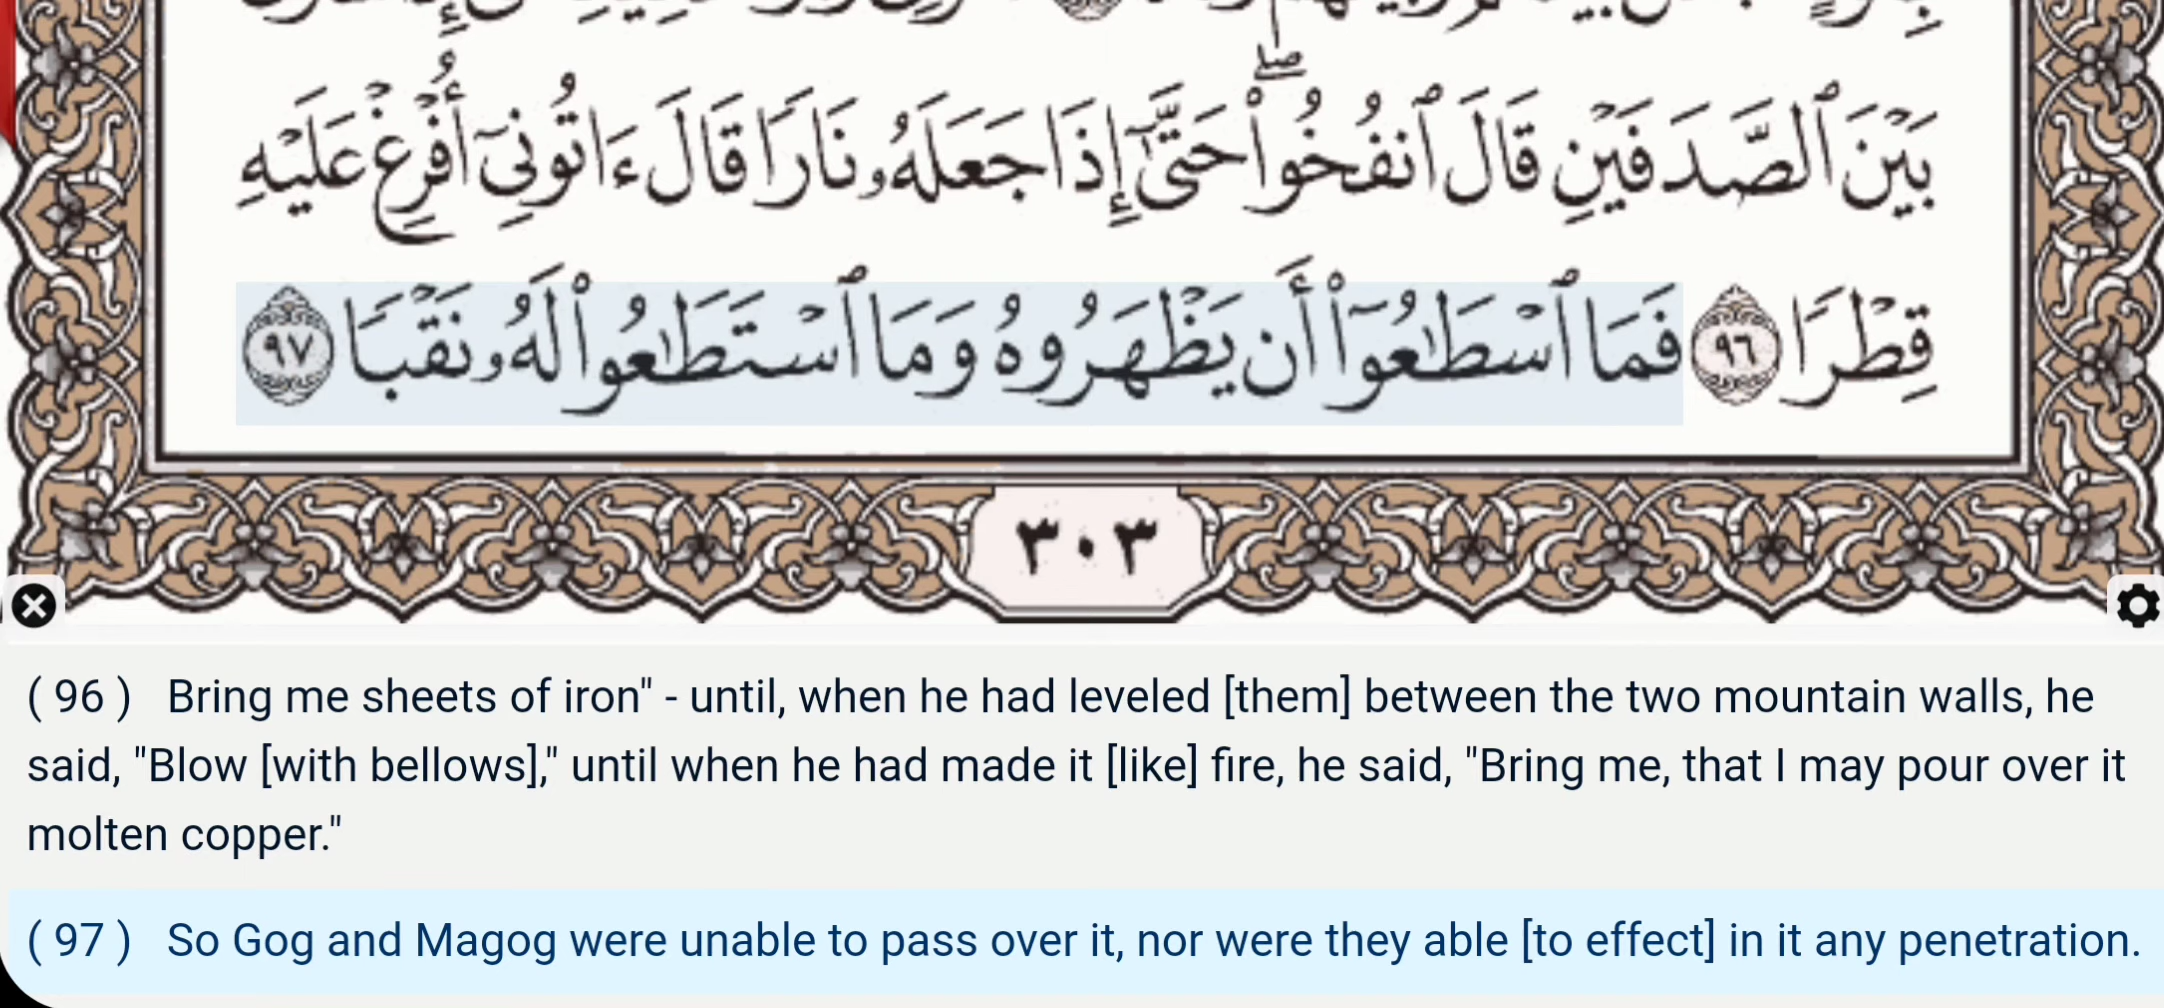 بَيْنَ ٱلصَّدَفَيْنِ قَالَ ٱنفُخُوا۟ ۖ حَتَّىٰٓ إِذَا جَعَلَهُۥ نَارًا قَالَ ءَاتُونِىٓ أُفْرِغْ عَلَيْهِ
قِطْرًا ٩٦ فَمَا ٱسْطَٰعُوٓا۟ أَن يَظْهَرُوهُ وَمَا ٱسْتَطَٰعُوا۟ لَهُۥ نَقْبًا ٩٧
٣٠٣
( 96 ) Bring me sheets of iron" - until, when he had leveled [them] between the two mountain walls, he
said, "Blow [with bellows]," until when he had made it [like] fire, he said, "Bring me, that I may pour over it
molten copper."
( 97 ) So Gog and Magog were unable to pass over it, nor were they able [to effect] in it any penetration.